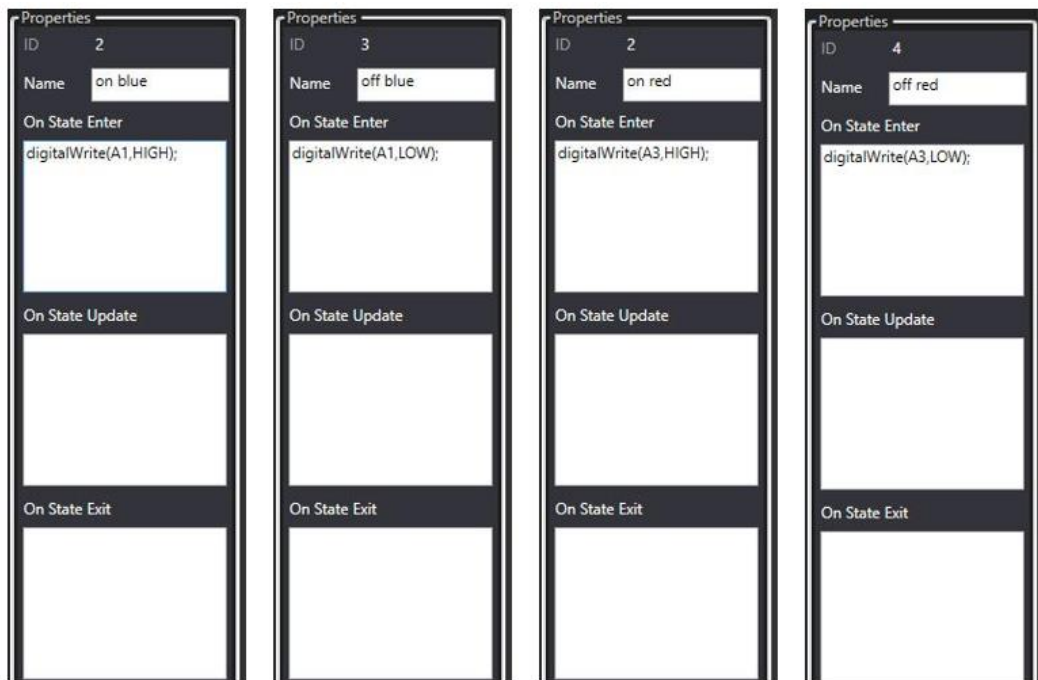 Properties
ID 2
Name on blue
On State Enter
digitalWrite(A1,HIGH);
On State Update
On State Exit
Properties
ID 3
Name off blue
On State Enter
digitalWrite(A1,LOW);
On State Update
On State Exit
Properties
ID 2
Name on red
On State Enter
digitalWrite(A3,HIGH);
On State Update
On State Exit
Properties
ID 4
Name off red
On State Enter
digitalWrite(A3,LOW);
On State Update
On State Exit